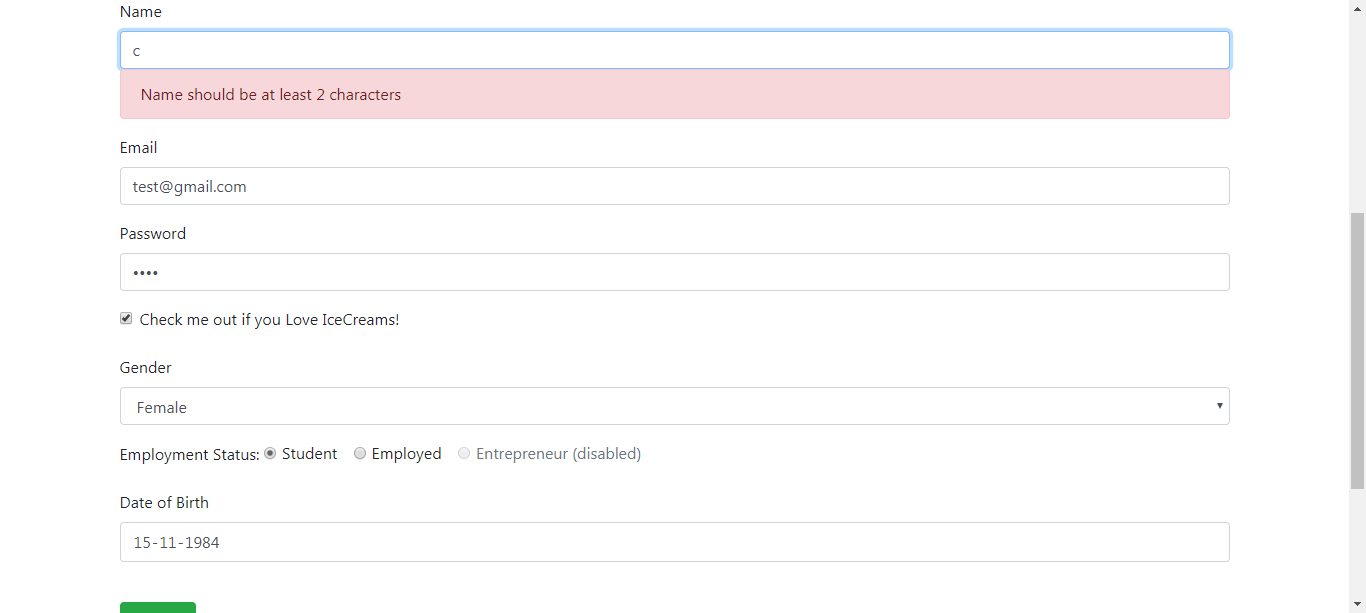 Name
c
Name should be at least 2 characters
Email
test@gmail.com
Password
••••
Check me out if you Love IceCreams!
Gender
Female
Employment Status: Student Employed Entrepreneur (disabled)
Date of Birth
15-11-1984